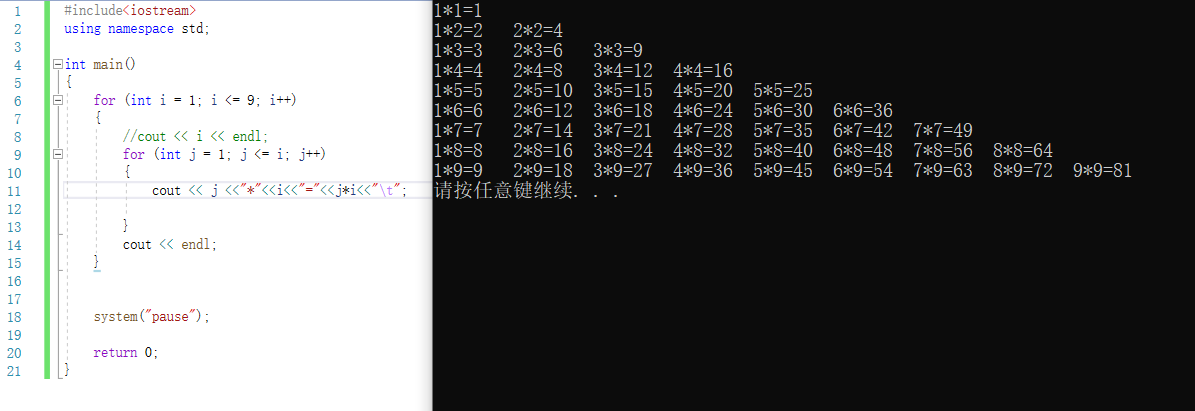 1 #include<iostream>
2 using namespace std;
3
4 int main()
5 {
6 for (int i = 1; i <= 9; i++)
7 {
8 //cout << i << endl;
9 for (int j = 1; j <= i; j++)
10 {
11 cout << j <<"*"<<i<<"="<<j*i<<"\t";
12
13 }
14 cout << endl;
15 }
16
17
18 system("pause");
19
20 return 0;
21 }
1*1=1
1*2=2 2*2=4
1*3=3 2*3=6 3*3=9
1*4=4 2*4=8 3*4=12 4*4=16
1*5=5 2*5=10 3*5=15 4*5=20 5*5=25
1*6=6 2*6=12 3*6=18 4*6=24 5*6=30 6*6=36
1*7=7 2*7=14 3*7=21 4*7=28 5*7=35 6*7=42 7*7=49
1*8=8 2*8=16 3*8=24 4*8=32 5*8=40 6*8=48 7*8=56 8*8=64
1*9=9 2*9=18 3*9=27 4*9=36 5*9=45 6*9=54 7*9=63 8*9=72 9*9=81
请按任意键继续. . .